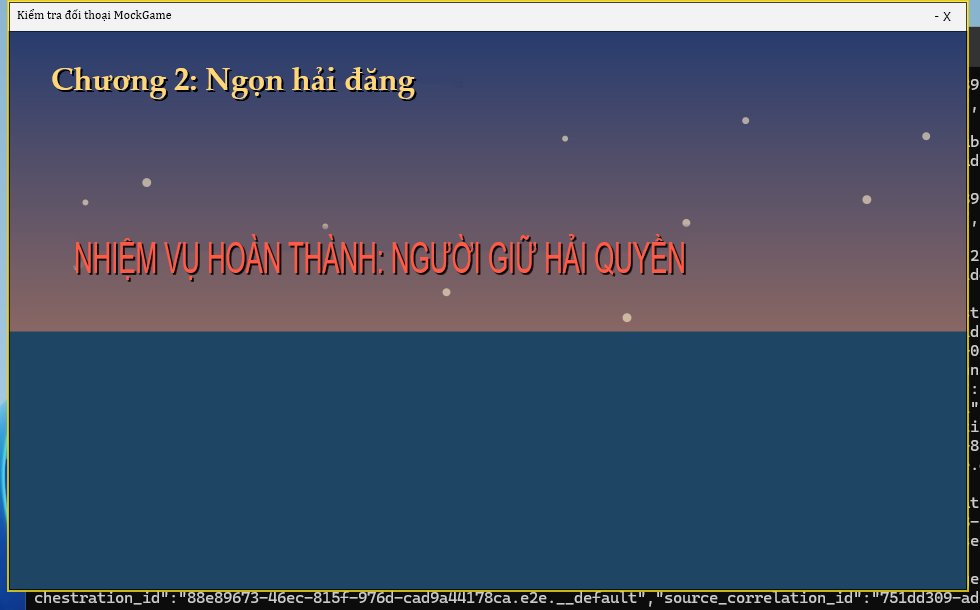 Kiểm tra đối thoại MockGame
- X
Chương 2: Ngọn hải đăng
NHIỆM VỤ HOÀN THÀNH: NGƯỜI GIỮ HẢI QUYỀN
chestration_id":"88e89673-46ec-815f-976d-cad9a44178ca.e2e.__default","source_correlation_id":"751dd309-ad